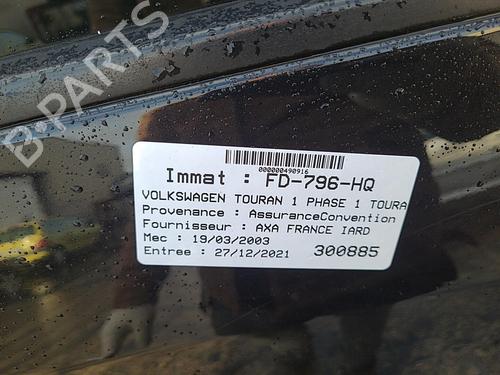 B-PARTS
000000490916
Immat : FD-796-HQ
VOLKSWAGEN TOURAN 1 PHASE 1 TOURA
Provenance : AssuranceConvention
Fournisseur : AXA FRANCE IARD
Mec : 19/03/2003
Entree : 27/12/2021 300885